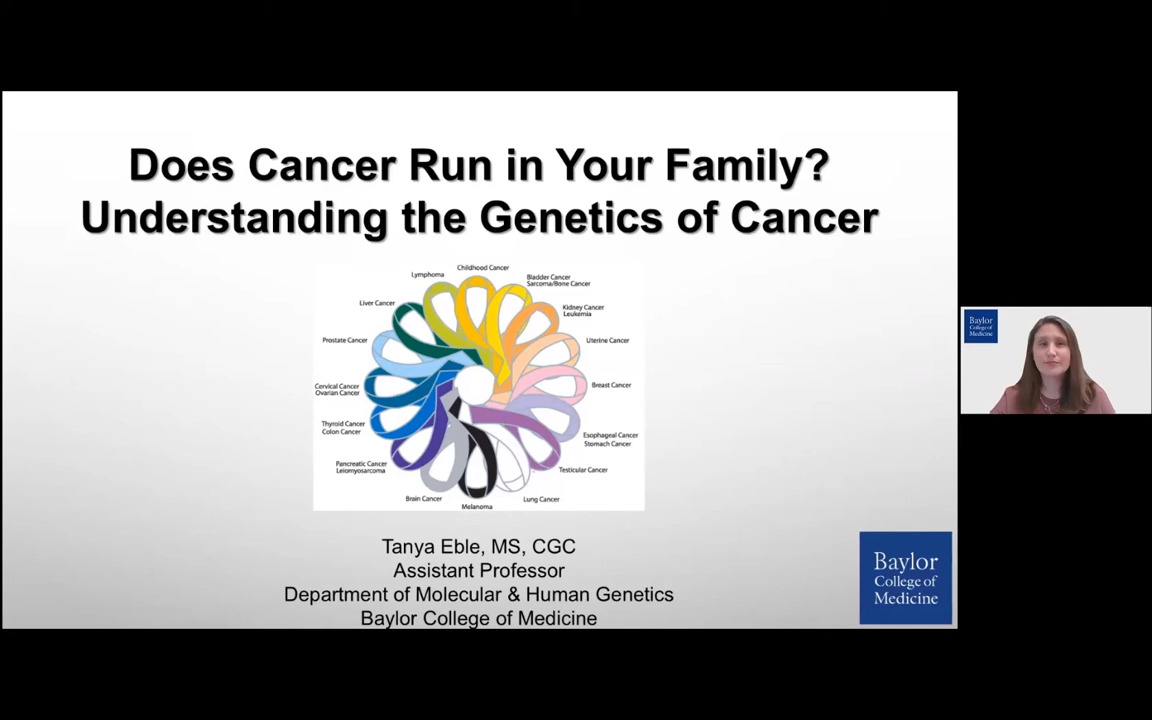 Does Cancer Run in Your Family?
Understanding the Genetics of Cancer
Childhood Cancer
Lymphoma
Bladder Cancer
Sarcoma/Bone Cancer
Liver Cancer
Kidney Cancer
Leukemia
Prostate Cancer
Uterine Cancer
Cervical Cancer
Ovarian Cancer
Breast Cancer
Thyroid Cancer
Colon Cancer
Esophageal Cancer
Stomach Cancer
Pancreatic Cancer
Leiomyosarcoma
Testicular Cancer
Brain Cancer
Lung Cancer
Melanoma
Tanya Eble, MS, CGC
Assistant Professor
Department of Molecular & Human Genetics
Baylor College of Medicine
Baylor
College of
Medicine
Baylor
College of
Medicine